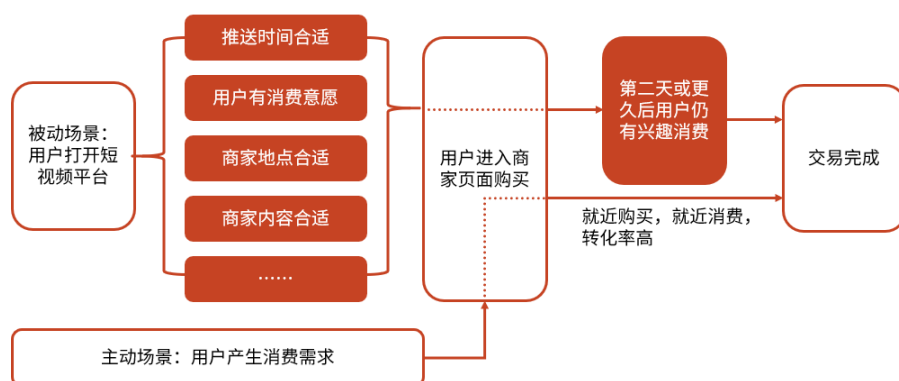 推送时间合适
用户有消费意愿
商家地点合适
商家内容合适
……
被动场景：
用户打开短
视频平台
用户进入商
家页面购买
第二天或更
久后用户仍
有兴趣消费
交易完成
就近购买，就近消费，
转化率高
主动场景：用户产生消费需求